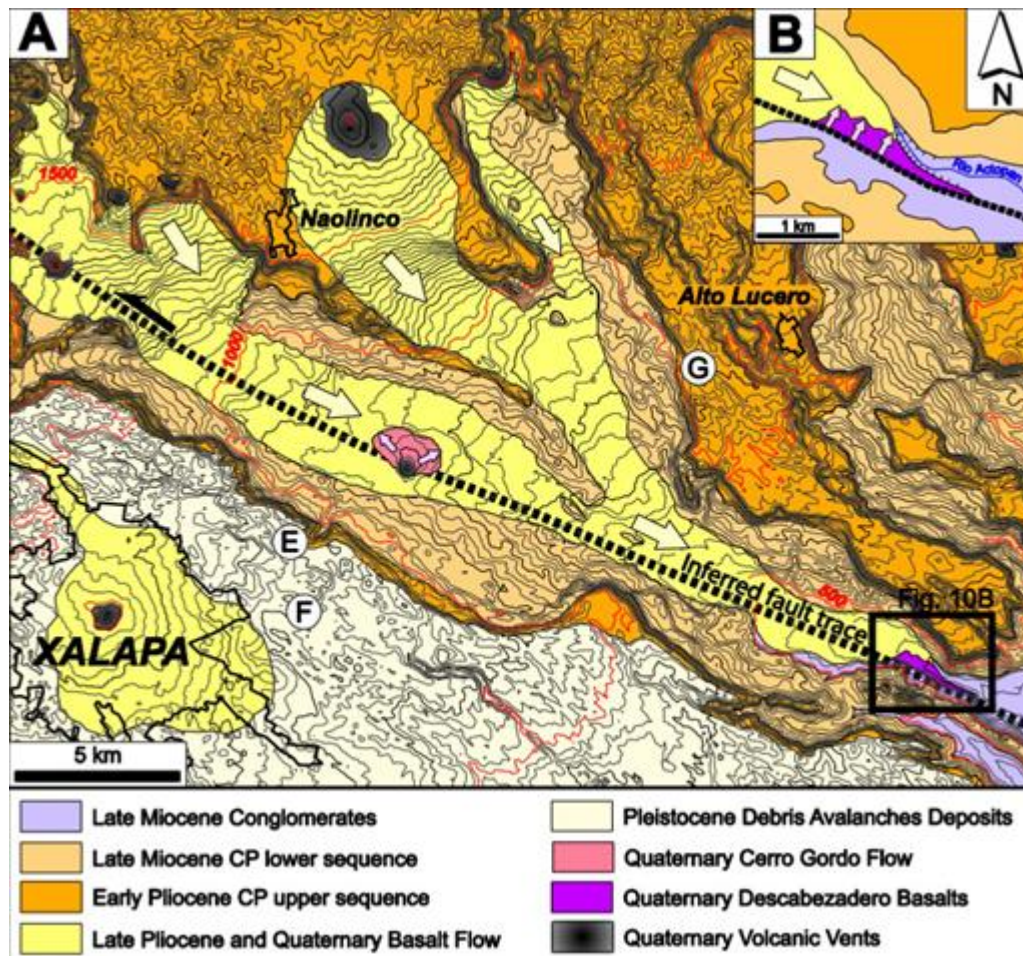 A
B
N
1500
Naolinco
Rio Actopan
1 km
Alto Lucero
1000
G
E
F
Inferred fault trace
500
Fig. 10B
XALAPA
5 km
Late Miocene Conglomerates
Late Miocene CP lower sequence
Early Pliocene CP upper sequence
Late Pliocene and Quaternary Basalt Flow
Pleistocene Debris Avalanches Deposits
Quaternary Cerro Gordo Flow
Quaternary Descabezadero Basalts
Quaternary Volcanic Vents